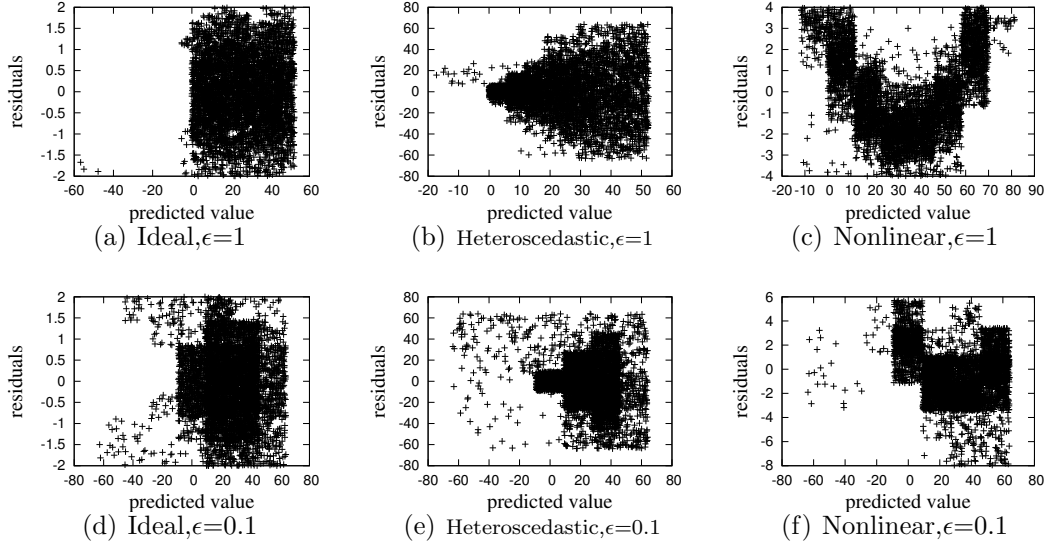 residuals
2
1.5
1
0.5
0
-0.5
-1
-1.5
-2
-60 -40 -20 0 20 40 60
predicted value
(a) Ideal,ϵ=1
residuals
80
60
40
20
0
-20
-40
-60
-80
-20 -10 0 10 20 30 40 50 60
predicted value
(b) Heteroscedastic,ϵ=1
residuals
4
3
2
1
0
-1
-2
-3
-4
-20 -10 0 10 20 30 40 50 60 70 80 90
predicted value
(c) Nonlinear,ϵ=1
residuals
2
1.5
1
0.5
0
-0.5
-1
-1.5
-2
-80 -60 -40 -20 0 20 40 60 80
predicted value
(d) Ideal,ϵ=0.1
residuals
80
60
40
20
0
-20
-40
-60
-80
-80 -60 -40 -20 0 20 40 60 80
predicted value
(e) Heteroscedastic,ϵ=0.1
residuals
6
4
2
0
-2
-4
-6
-8
-80 -60 -40 -20 0 20 40 60 80
predicted value
(f) Nonlinear,ϵ=0.1